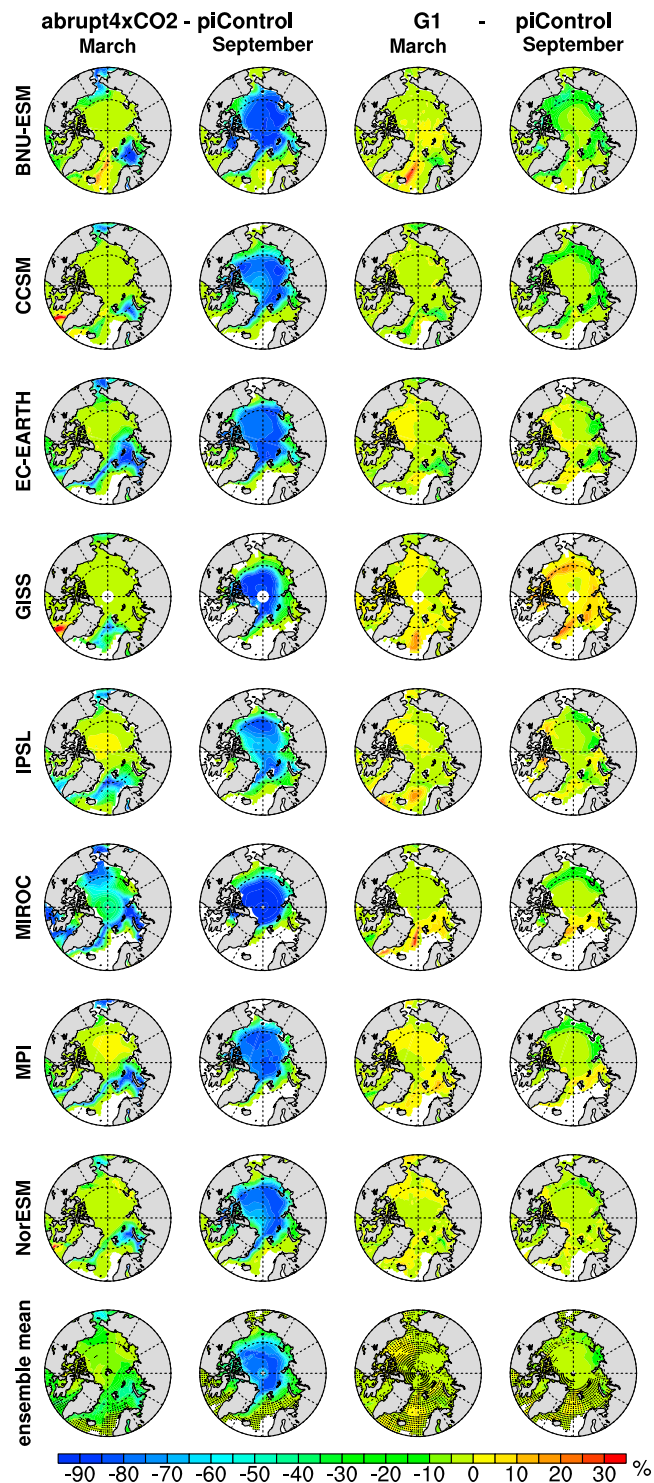 abrupt4xCO2 - piControl G1 - piControl
March September March September
BNU-ESM
CCSM
EC-EARTH
GISS
IPSL
MIROC
MPI
NorESM
ensemble mean
-90 -80 -70 -60 -50 -40 -30 -20 -10 0 10 20 30 %